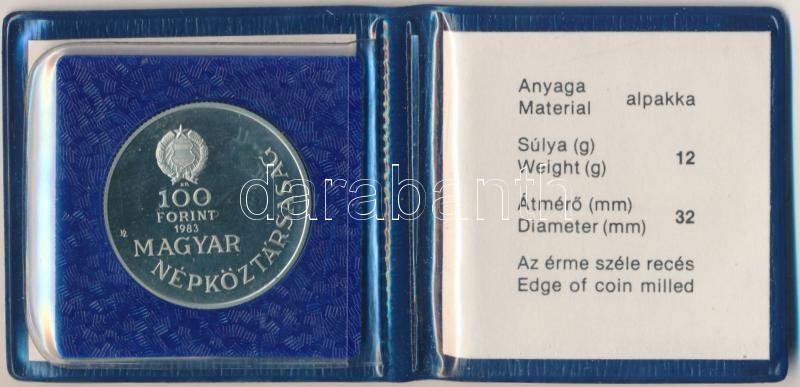 BP.
100
FORINT
1983
MAGYAR
NÉPKÖZTÁRSASÁG
darabanth
Anyaga
Material alpakka
Súlya (g)
Weight (g) 12
Átmérő (mm)
Diameter (mm) 32
Az érme széle recés
Edge of coin milled